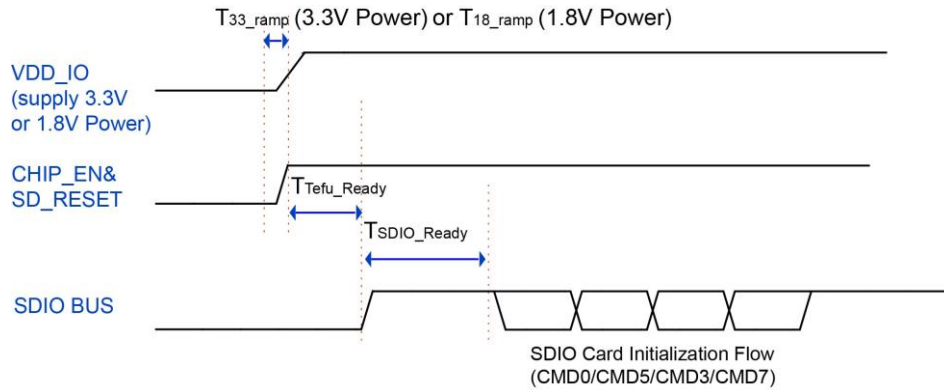 T33_ramp (3.3V Power) or T18_ramp (1.8V Power)
VDD_IO
(supply 3.3V
or 1.8V Power)
CHIP_EN&
SD_RESET
TTefu_Ready
TSDIO_Ready
SDIO BUS
SDIO Card Initialization Flow
(CMD0/CMD5/CMD3/CMD7)